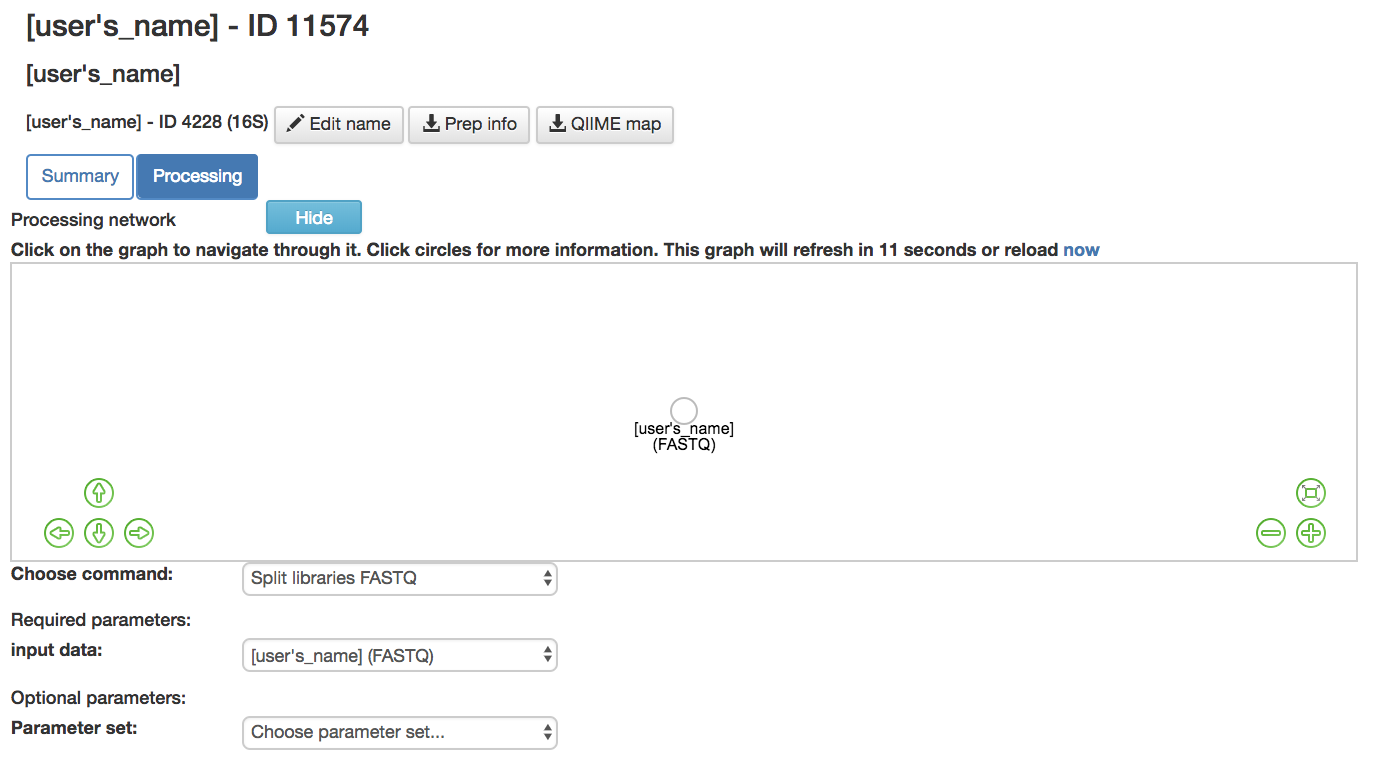 [user's_name] - ID 11574
[user's_name]
[user's_name] - ID 4228 (16S) Edit name Prep info QIIME map
Summary Processing
Processing network Hide
Click on the graph to navigate through it. Click circles for more information. This graph will refresh in 11 seconds or reload now
[user's_name]
(FASTQ)
Choose command: Split libraries FASTQ
Required parameters:
input data: [user's_name] (FASTQ)
Optional parameters:
Parameter set: Choose parameter set...